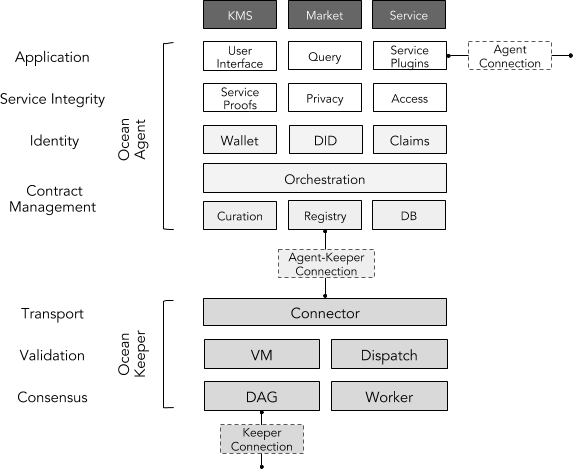 KMS Market Service
Application
User
Interface
Query
Service
Plugins
Agent
Connection
Service Integrity
Service
Proofs
Privacy
Access
Identity
Wallet
DID
Claims
Ocean
Agent
Orchestration
Contract
Management
Curation
Registry
DB
Agent-Keeper
Connection
Transport
Connector
Validation
VM
Dispatch
Ocean
Keeper
Consensus
DAG
Worker
Keeper
Connection